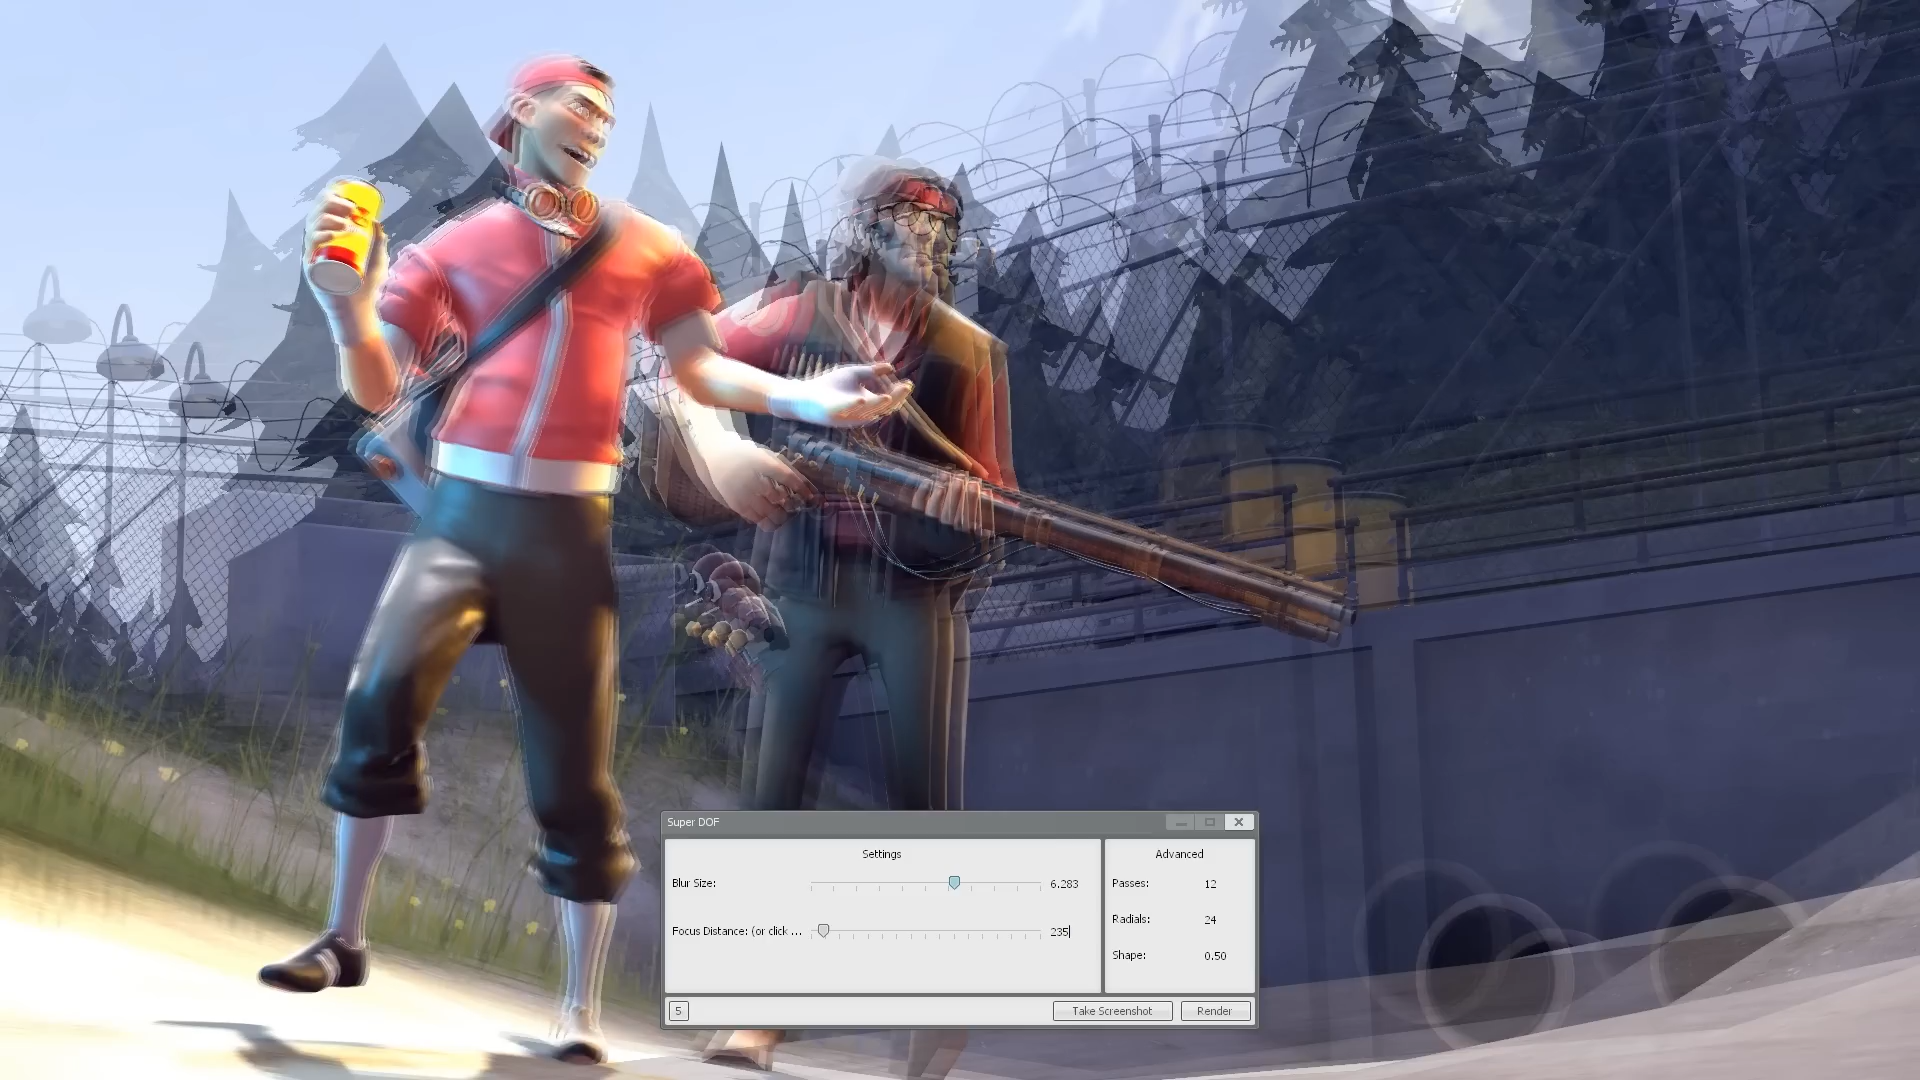 Super DOF
Settings
Blur Size: 6.283
Focus Distance: (or click ... 235
Advanced
Passes: 12
Radials: 24
Shape: 0.50
5
Take Screenshot
Render